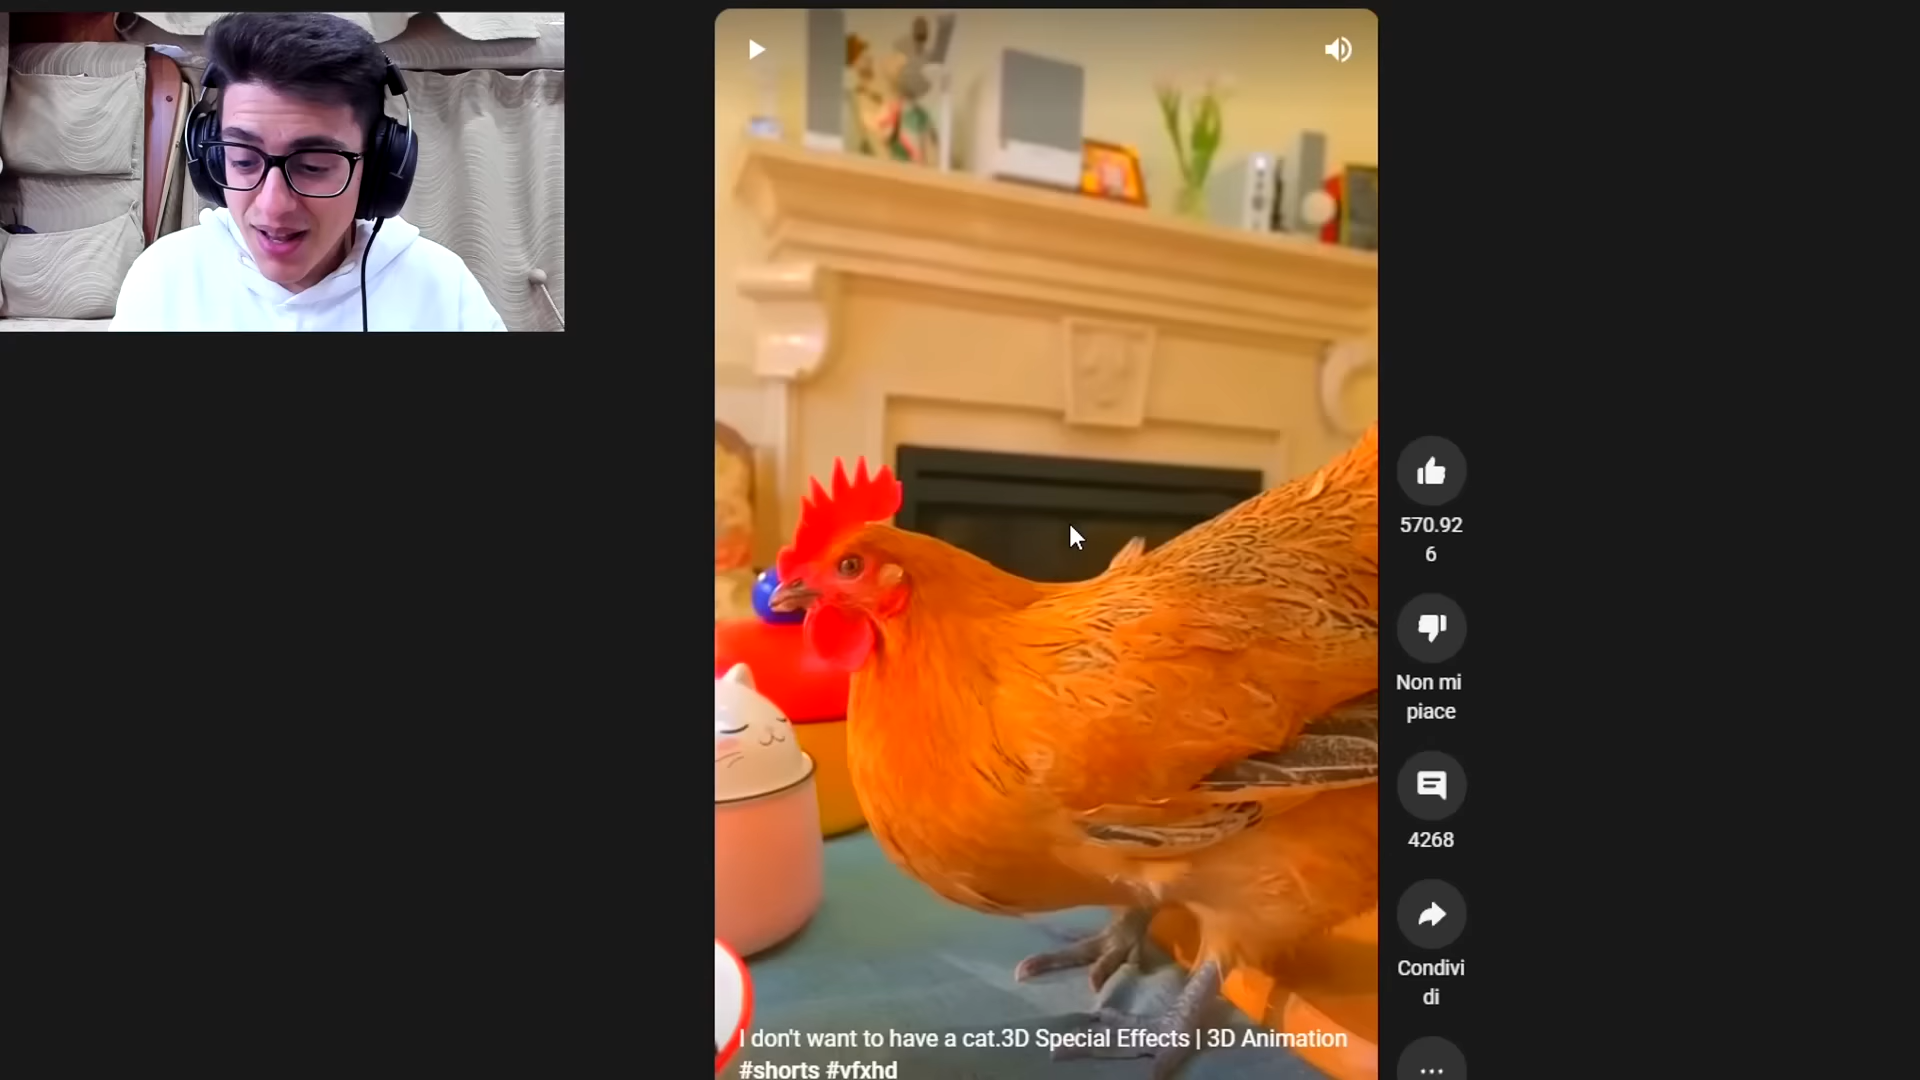 570.92
6
Non mi
piace
4268
Condivi
di
I don't want to have a cat.3D Special Effects | 3D Animation
#shorts #vfxhd